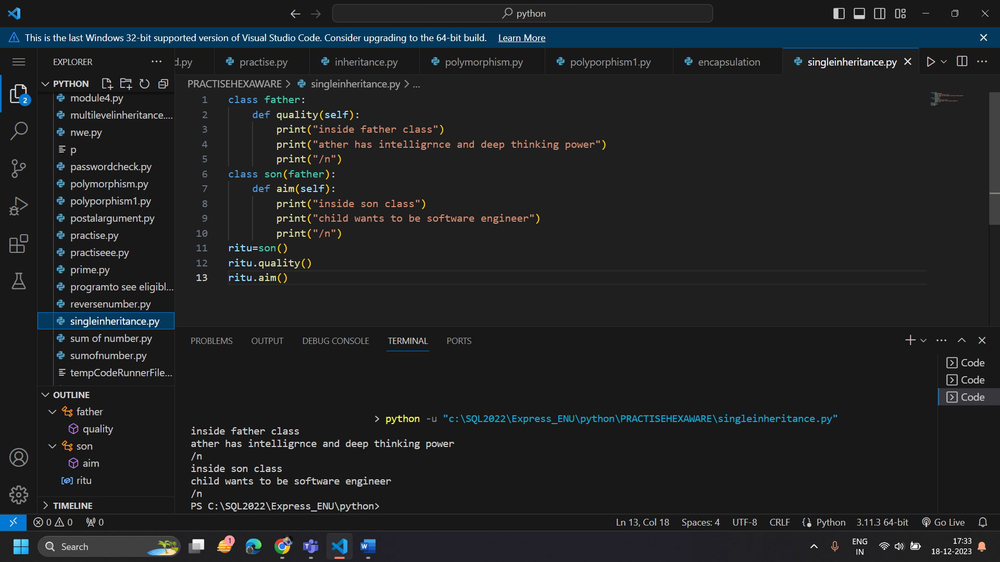 python
This is the last Windows 32-bit supported version of Visual Studio Code. Consider upgrading to the 64-bit build. Learn More
EXPLORER
d.py
practise.py
inheritance.py
polymorphism.py
polyporphism1.py
encapsulation
singleinheritance.py
PYTHON
2
module4.py
multilevelinheritance....
nwe.py
p
passwordcheck.py
polymorphism.py
polyporphism1.py
postalargument.py
practise.py
practiseee.py
prime.py
programto see eligibl...
reversenumber.py
singleinheritance.py
sum of number.py
sumofnumber.py
tempCodeRunnerFile...
OUTLINE
father
quality
son
aim
ritu
TIMELINE
PRACTISEHEXAWARE > singleinheritance.py > ...
1 class father:
2 def quality(self):
3 print("inside father class")
4 print("ather has intelligrnce and deep thinking power")
5 print("/n")
6 class son(father):
7 def aim(self):
8 print("inside son class")
9 print("child wants to be software engineer")
10 print("/n")
11 ritu=son()
12 ritu.quality()
13 ritu.aim()
PROBLEMS OUTPUT DEBUG CONSOLE TERMINAL PORTS
> python -u "c:\SQL2022\Express_ENU\python\PRACTISEHEXAWARE\singleinheritance.py"
inside father class
ather has intelligrnce and deep thinking power
/n
inside son class
child wants to be software engineer
/n
PS C:\SQL2022\Express_ENU\python>
Code
Code
Code
0 0 0
Ln 13, Col 18 Spaces: 4 UTF-8 CRLF Python 3.11.3 64-bit Go Live
Search
1
ENG
IN
17:33
18-12-2023